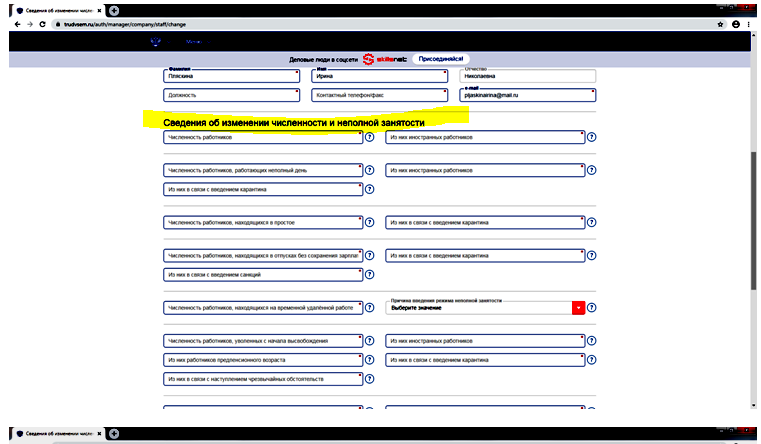 Сведения об изменении числен
trudvsem.ru/auth/manager/company/staff/change
Деловые люди в соцсети skillsnet Присоединяйся!
Фамилия Имя Отчество
Пляскина Ирина Николаевна
e-mail
Должность Контактный телефон/факс pljaskinairina@mail.ru
Сведения об изменении численности и неполной занятости
Численность работников Из них иностранных работников
Численность работников, работающих неполный день Из них иностранных работников
Из них в связи с введением карантина
Численность работников, находящихся в простое Из них в связи с введением карантина
Численность работников, находящихся в отпусках без сохранения зарплат Из них в связи с введением карантина
Из них в связи с введением санкций
Причина введения режима неполной занятости
Численность работников, находящихся на временной удалённой работе Выберите значение
Численность работников, уволенных с начала высвобождения Из них иностранных работников
Из них работников предпенсионного возраста Из них в связи с введением карантина
Из них в связи с наступлением чрезвычайных обстоятельств
Сведения об изменении числен